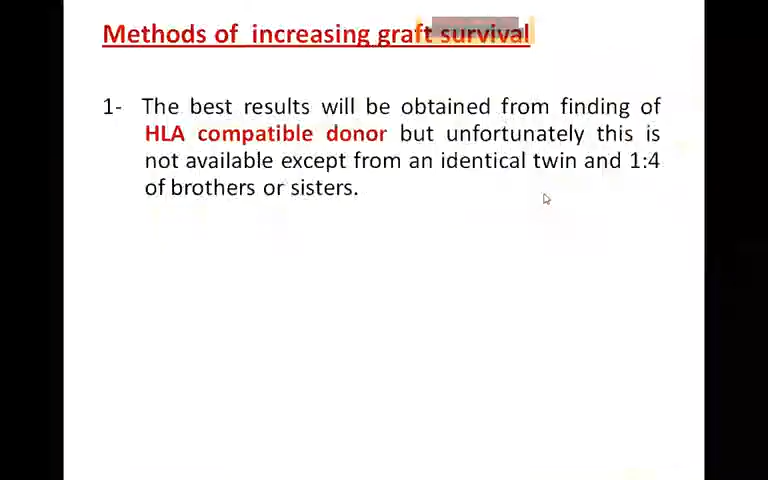 Methods of increasing graft survival
1- The best results will be obtained from finding of
HLA compatible donor but unfortunately this is
not available except from an identical twin and 1:4
of brothers or sisters.